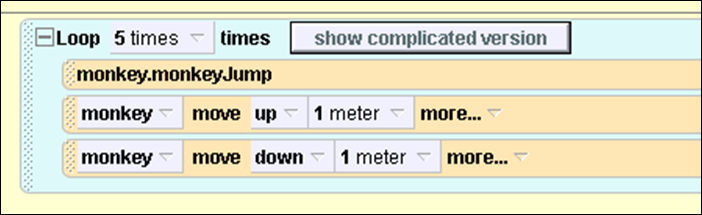 Loop 5 times times show complicated version
monkey.monkeyJump
monkey move up 1 meter more...
monkey move down 1 meter more...